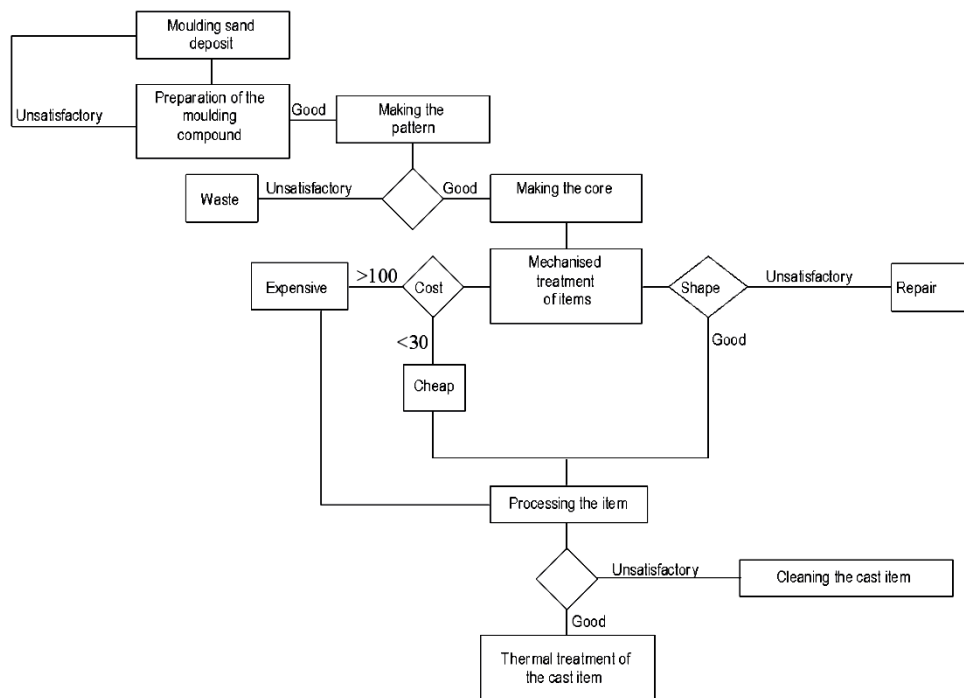 Moulding sand
deposit
Unsatisfactory
Preparation of the
moulding
compound
Good
Making the
pattern
Waste
Unsatisfactory
Good
Making the core
Expensive
>100
Cost
Mechanised
treatment
of items
Shape
Unsatisfactory
Repair
<30
Good
Cheap
Processing the item
Unsatisfactory
Cleaning the cast item
Good
Thermal treatment of
the cast item